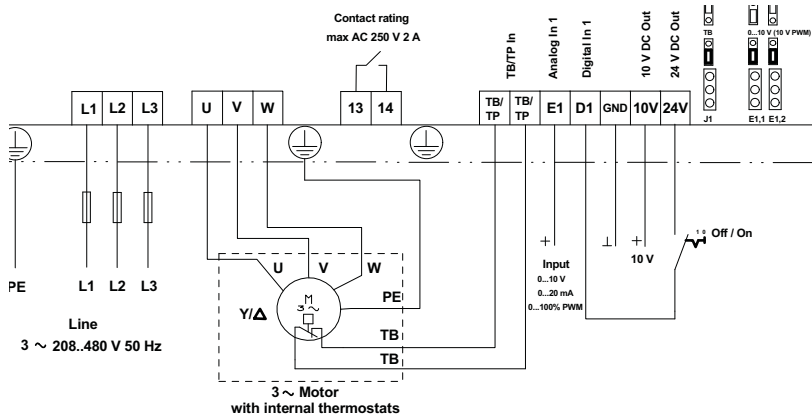 Contact rating
max AC 250 V 2 A
TB/TP In
Analog In 1
Digital In 1
10 V DC Out
24 V DC Out
TB
0...10 V (10 V PWM)
L1 L2 L3
U V W
13 14
TB/
TP
TB/
TP
E1 D1 GND 10V 24V
J1
E1,1 E1,2
1 0
Off / On
+
⊥
+
Input
0...10 V
0...20 mA
0...100% PWM
10 V
PE
L1 L2 L3
Line
3 ~ 208..480 V 50 Hz
U V W
M
3 ~
Y/Δ
PE
TB
TB
3 ~ Motor
with internal thermostats